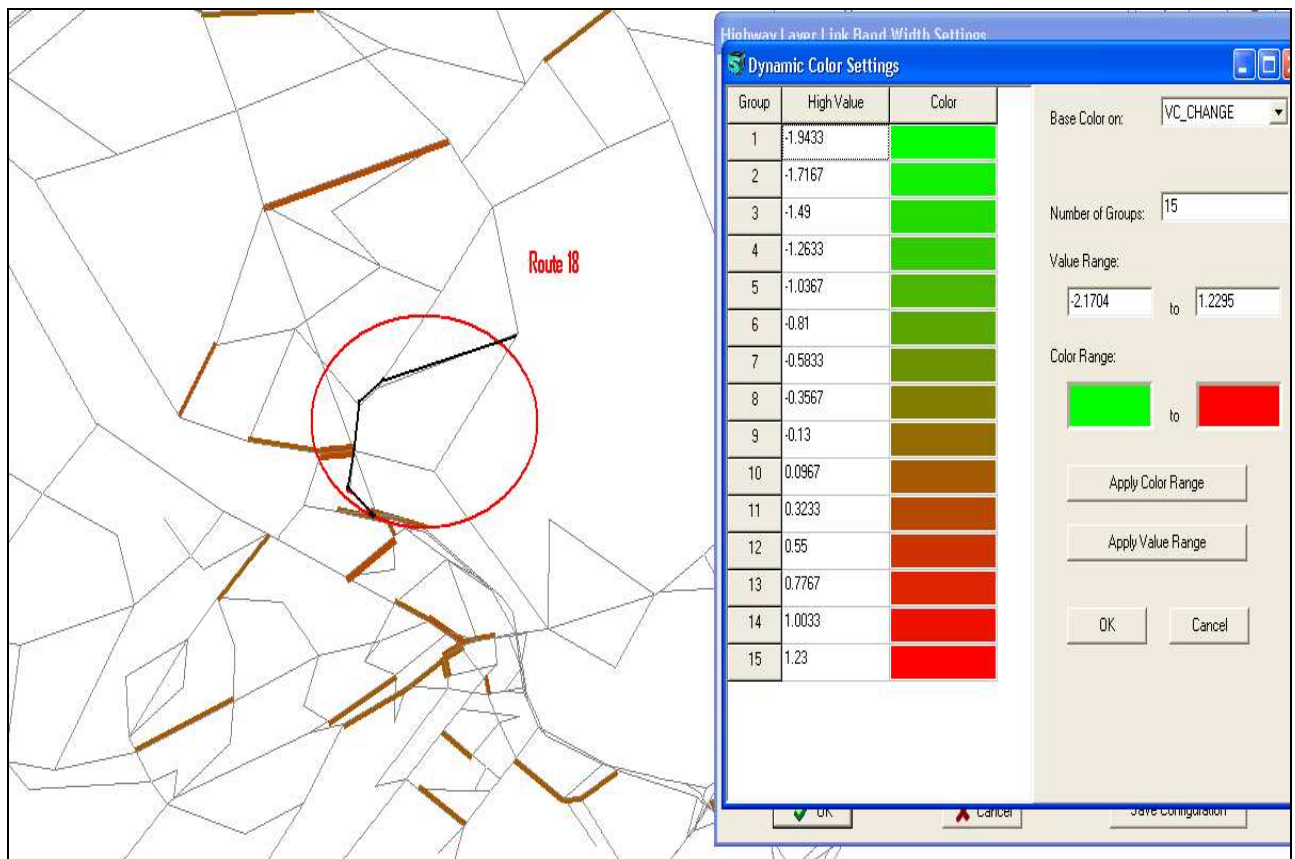 Highway Layer Link Band Width Settings
Dynamic Color Settings
Group High Value Color
1 -1.9433
2 -1.7167
3 -1.49
4 -1.2633
5 -1.0367
6 -0.81
7 -0.5833
8 -0.3567
9 -0.13
10 0.0967
11 0.3233
12 0.55
13 0.7767
14 1.0033
15 1.23
Base Color on: VC_CHANGE
Number of Groups: 15
Value Range:
-2.1704 to 1.2295
Color Range:
to
Apply Color Range
Apply Value Range
OK Cancel
OK Cancel Save Configuration
Route 18